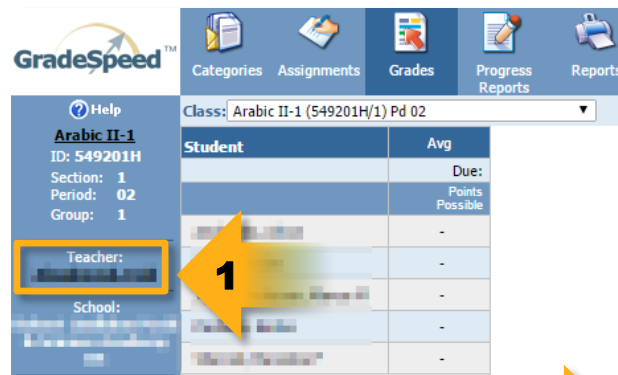 GradeSpeed™
Categories
Assignments
Grades
Progress
Reports
Reports
Help
Class: Arabic II-1 (549201H/1) Pd 02
Arabic II-1
ID: 549201H
Section: 1
Period: 02
Group: 1
Teacher:
School:
Student Avg
Due:
Points
Possible
-
-
-
-
-
1